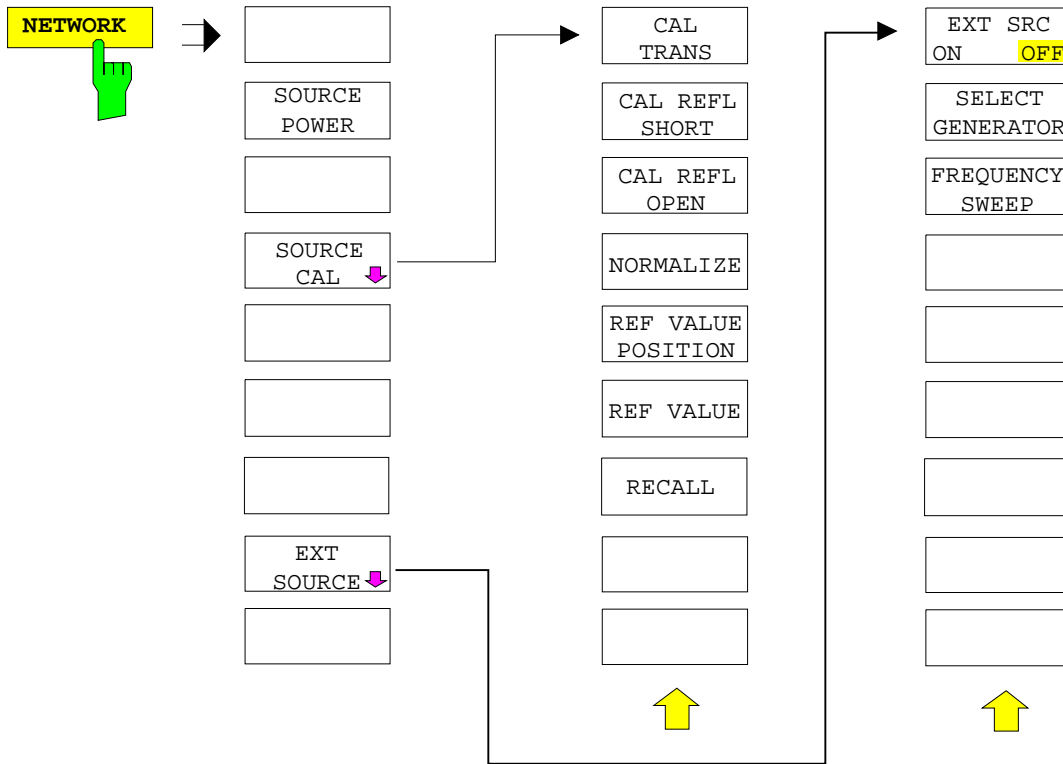 NETWORK
SOURCE
POWER
SOURCE
CAL
EXT
SOURCE
CAL
TRANS
CAL REFL
SHORT
CAL REFL
OPEN
NORMALIZE
REF VALUE
POSITION
REF VALUE
RECALL
EXT SRC
ON OFF
SELECT
GENERATOR
FREQUENCY
SWEEP